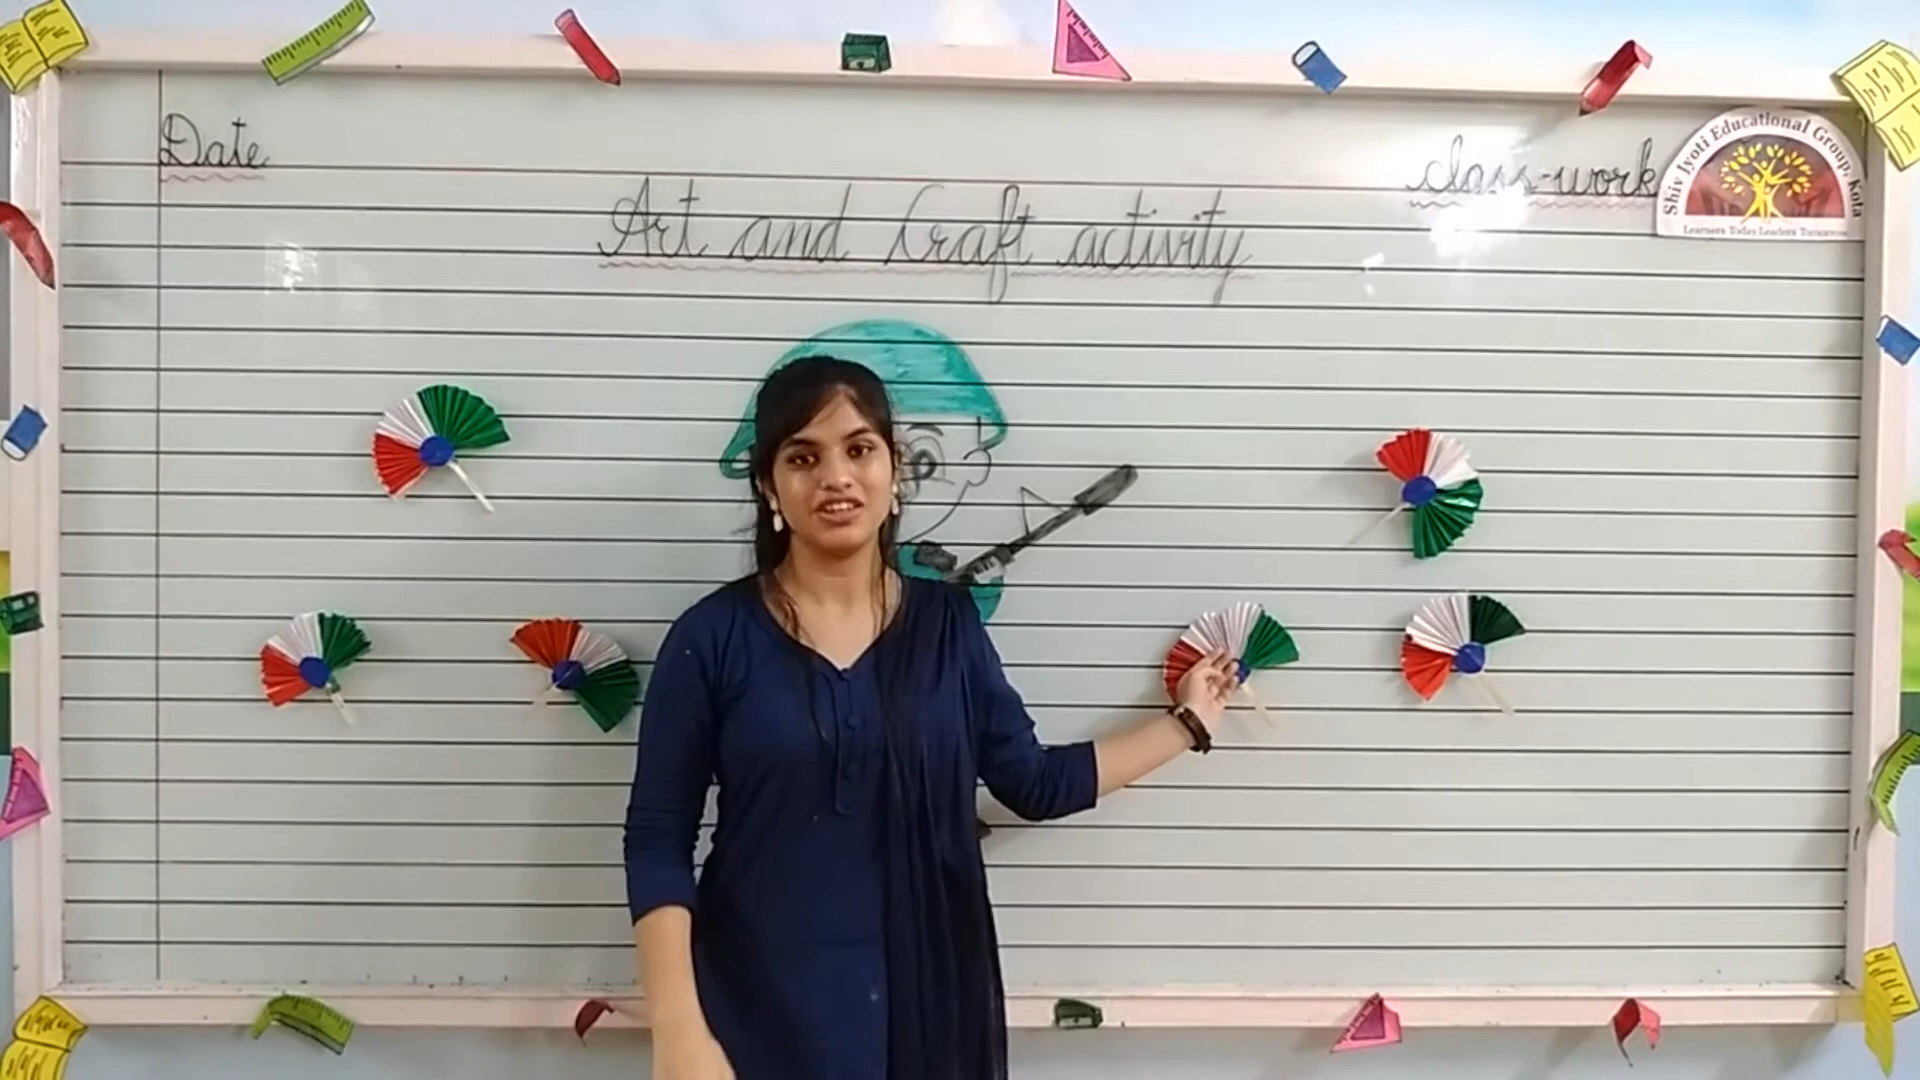 Date
class-work
Art and Craft activity
Shiv Jyoti Educational Group, Kota
Learners Today Leaders Tomorrow